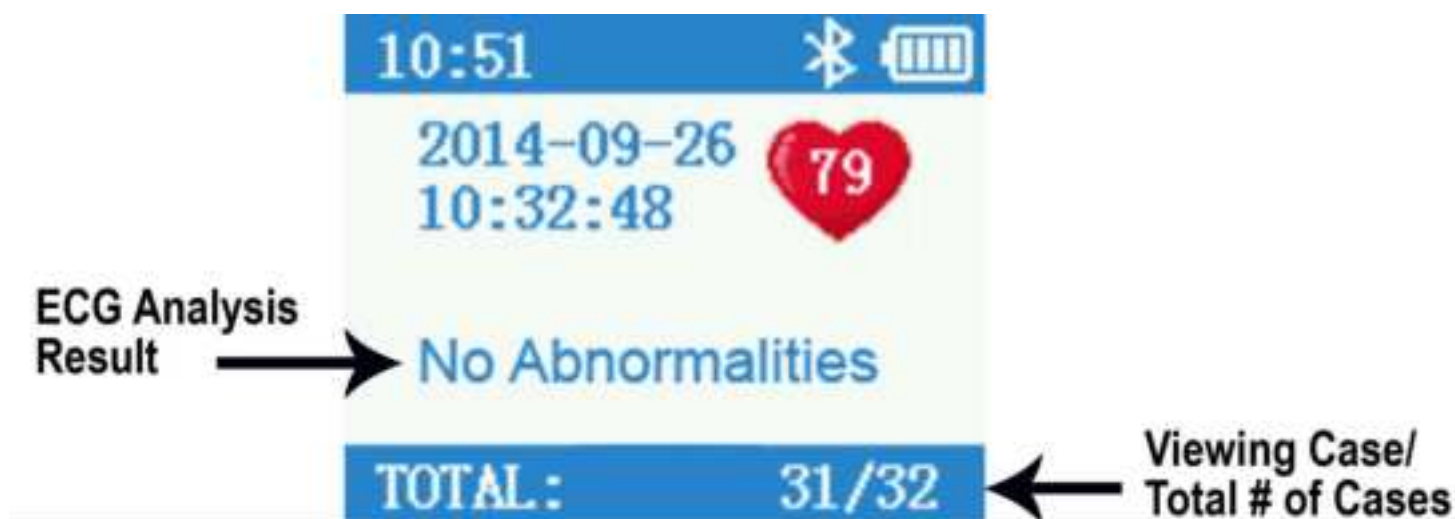 10:51
2014-09-26
10:32:48
79
ECG Analysis
Result
No Abnormalities
TOTAL: 31/32
Viewing Case/
Total # of Cases